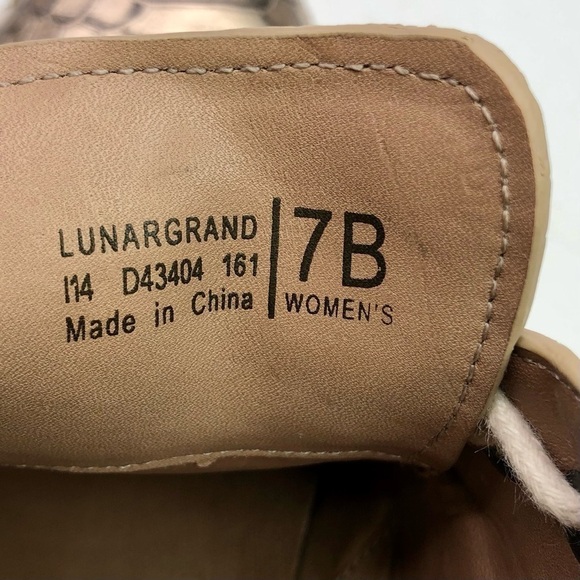 LUNARGRAND
I14 D43404 161
Made in China
7B
WOMEN'S